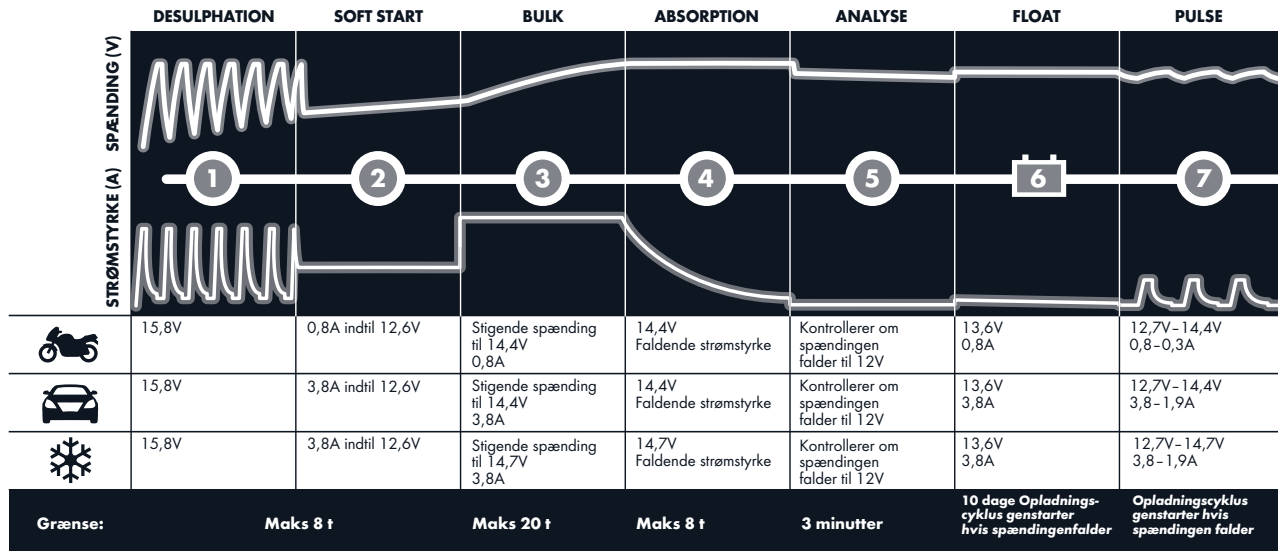 DESULPHATION
SOFT START
BULK
ABSORPTION
ANALYSE
FLOAT
PULSE
SPÆNDING (V)
STRØMSTYRKE (A)
1
2
3
4
5
6
7
15,8V
0,8A indtil 12,6V
Stigende spænding
til 14,4V
0,8A
14,4V
Faldende strømstyrke
Kontrollerer om
spændingen
falder til 12V
13,6V
0,8A
12,7V–14,4V
0,8–0,3A
15,8V
3,8A indtil 12,6V
Stigende spænding
til 14,4V
3,8A
14,4V
Faldende strømstyrke
Kontrollerer om
spændingen
falder til 12V
13,6V
3,8A
12,7V–14,4V
3,8–1,9A
15,8V
3,8A indtil 12,6V
Stigende spænding
til 14,7V
3,8A
14,7V
Faldende strømstyrke
Kontrollerer om
spændingen
falder til 12V
13,6V
3,8A
12,7V–14,7V
3,8–1,9A
Grænse:
Maks 8 t
Maks 20 t
Maks 8 t
3 minutter
10 dage Opladnings-
cyklus genstarter
hvis spændingenfalder
Opladningscyklus
genstarter hvis
spændingen falder